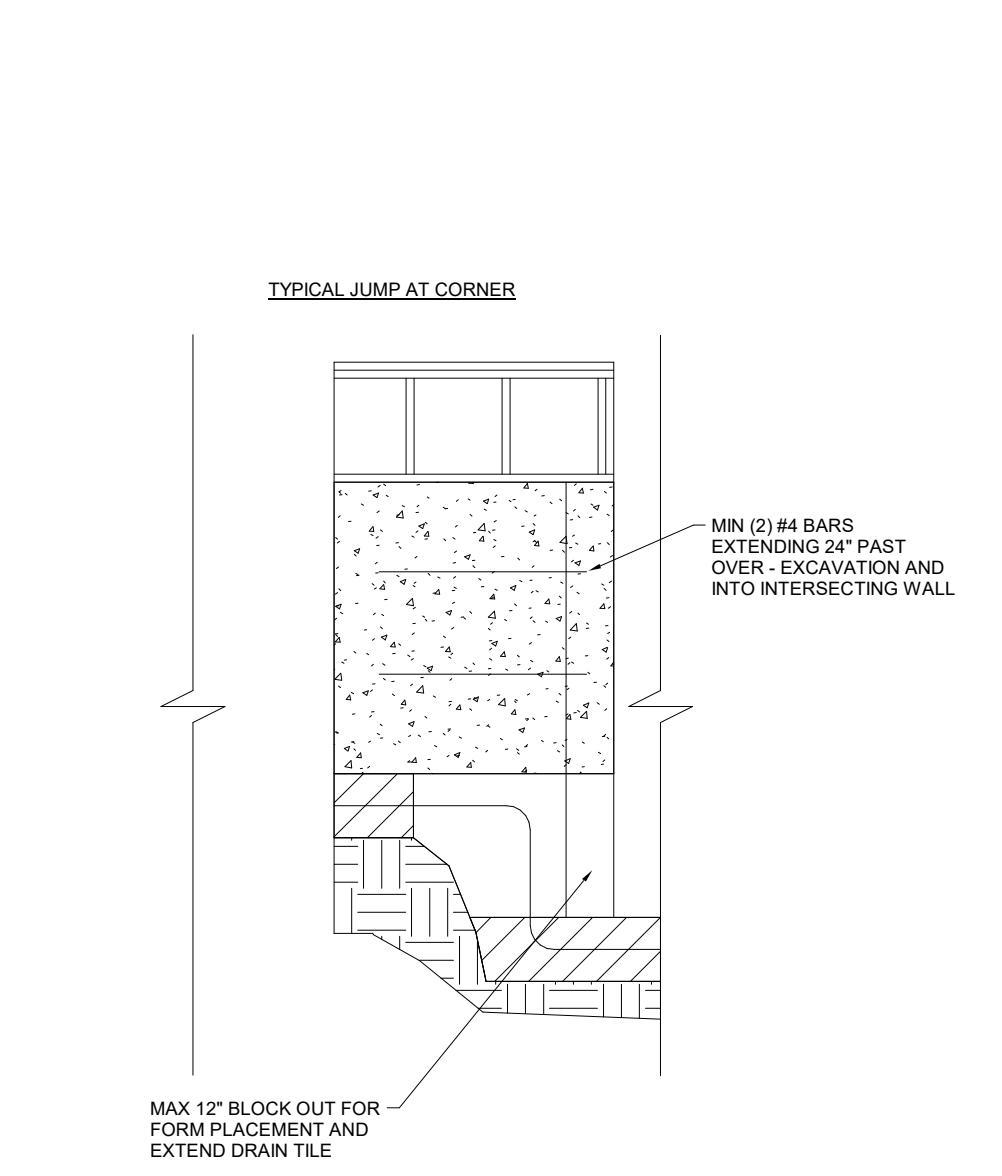 TYPICAL JUMP AT CORNER
MIN (2) #4 BARS
EXTENDING 24" PAST
OVER - EXCAVATION AND
INTO INTERSECTING WALL
MAX 12" BLOCK OUT FOR
FORM PLACEMENT AND
EXTEND DRAIN TILE